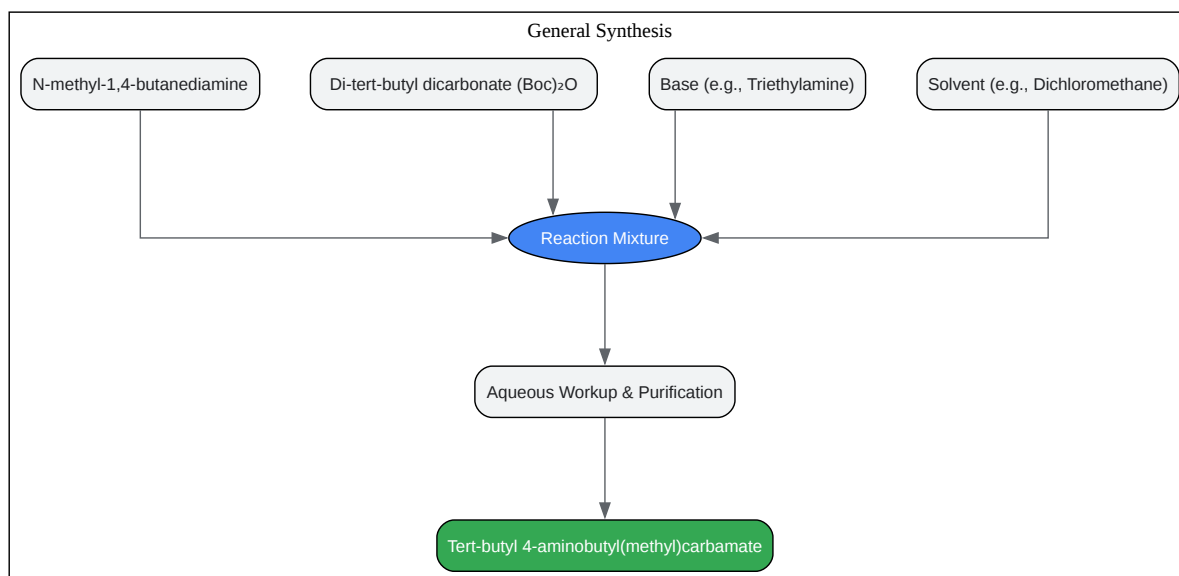 General Synthesis
N-methyl-1,4-butanediamine
Di-tert-butyl dicarbonate (Boc)₂O
Base (e.g., Triethylamine)
Solvent (e.g., Dichloromethane)
Reaction Mixture
Aqueous Workup & Purification
Tert-butyl 4-aminobutyl(methyl)carbamate